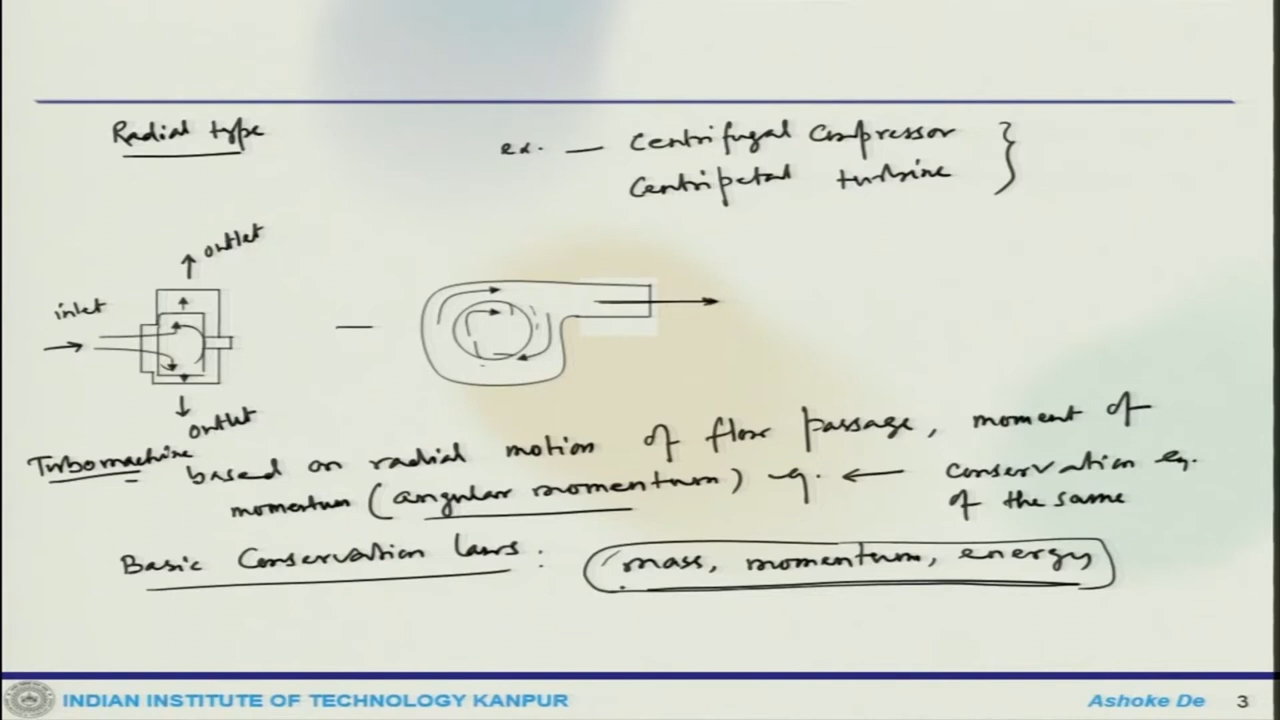 Radial type
ex. — Centrifugal Compressor
Centripetal turbine
outlet
inlet
outlet
Turbomachine based on radial motion of flow passage, moment of
momentum (angular momentum) eq. ← conservation eq.
of the same
Basic Conservation laws : mass, momentum, energy
INDIAN INSTITUTE OF TECHNOLOGY KANPUR
Ashoke De 3